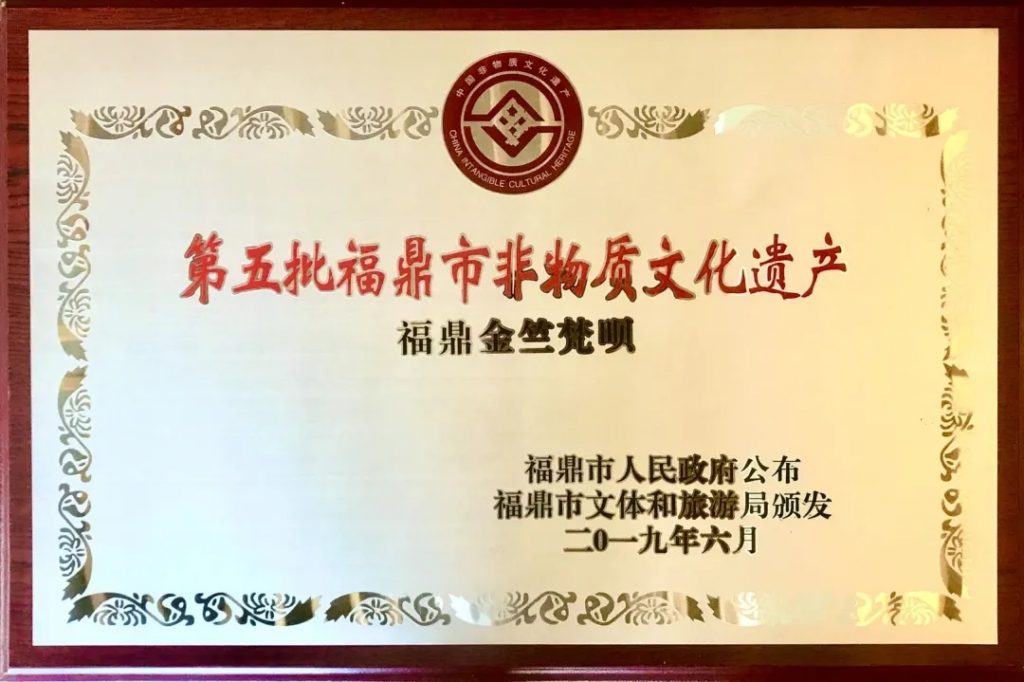 中国非物质文化遗产
CHINA INTANGIBLE CULTURAL HERITAGE
第五批福鼎市非物质文化遗产
福鼎金竺梵呗
福鼎市人民政府公布
福鼎市文体和旅游局颁发
二0一九年六月